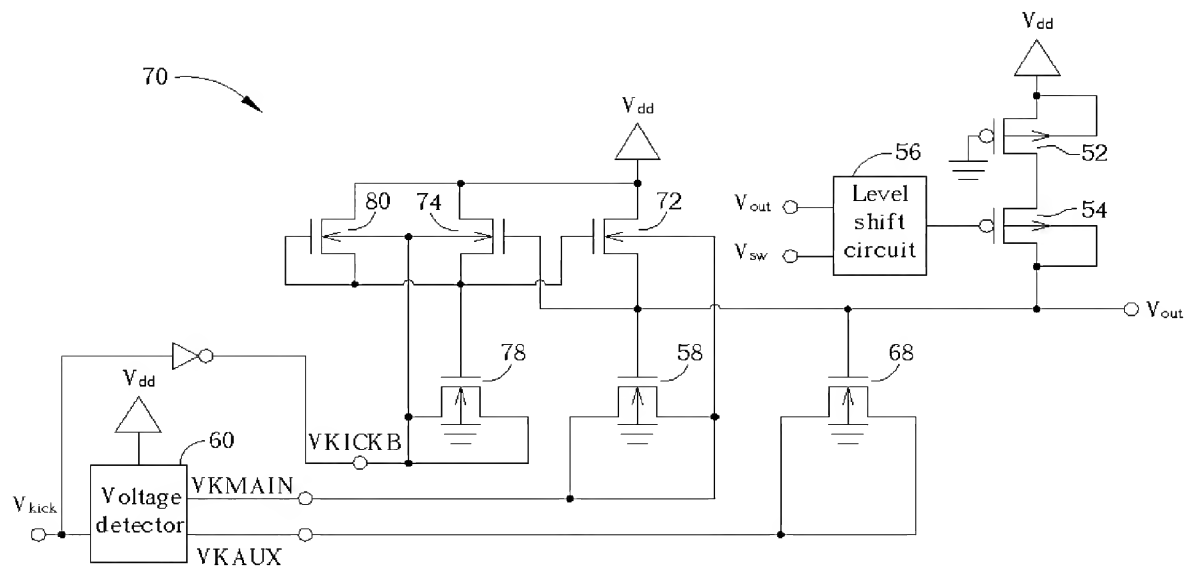 70
Vdd
Vdd
80
74
72
56
Level
shift
circuit
Vout
Vsw
52
54
Vout
78
58
68
Vdd
60
VKICKB
Voltage
detector
VKMAIN
Vkick
VKAUX